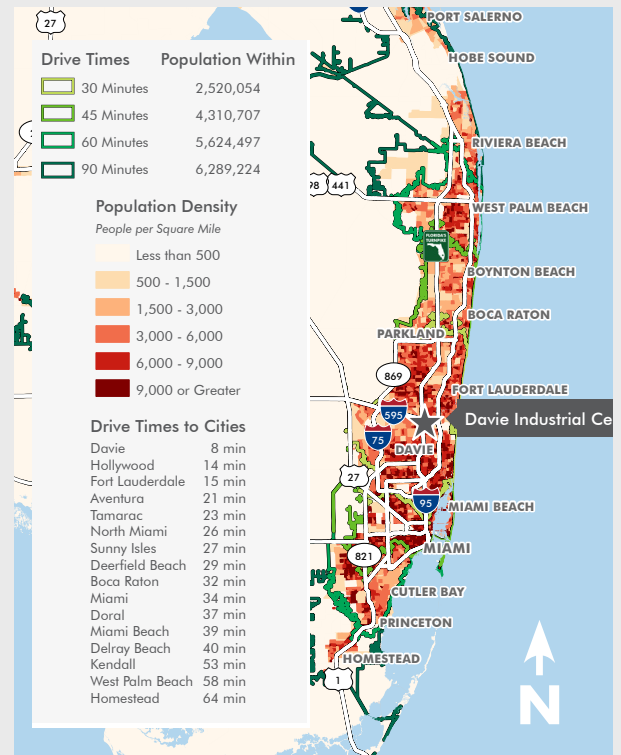 27
PORT SALERNO
HOBE SOUND
Drive Times Population Within
30 Minutes 2,520,054
45 Minutes 4,310,707
60 Minutes 5,624,497
90 Minutes 6,289,224
RIVIERA BEACH
98 441
Population Density
People per Square Mile
Less than 500
500 - 1,500
1,500 - 3,000
3,000 - 6,000
6,000 - 9,000
9,000 or Greater
WEST PALM BEACH
FLORIDA'S
TURNPIKE
BOYNTON BEACH
BOCA RATON
PARKLAND
869
FORT LAUDERDALE
595
Davie Industrial Ce
75
DAVIE
27
95
MIAMI BEACH
MIAMI
821
CUTLER BAY
PRINCETON
HOMESTEAD
1
N
Drive Times to Cities
Davie 8 min
Hollywood 14 min
Fort Lauderdale 15 min
Aventura 21 min
Tamarac 23 min
North Miami 26 min
Sunny Isles 27 min
Deerfield Beach 29 min
Boca Raton 32 min
Miami 34 min
Doral 37 min
Miami Beach 39 min
Delray Beach 40 min
Kendall 53 min
West Palm Beach 58 min
Homestead 64 min